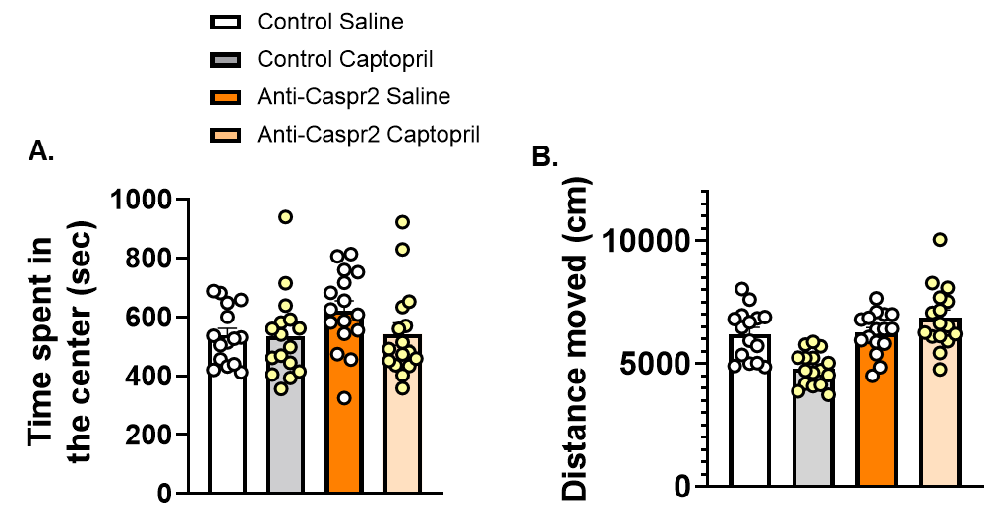 Control Saline
Control Captopril
Anti-Caspr2 Saline
Anti-Caspr2 Captopril
A.
Time spent in
the center (sec)
1000
800
600
400
200
0
B.
Distance moved (cm)
10000
5000
0